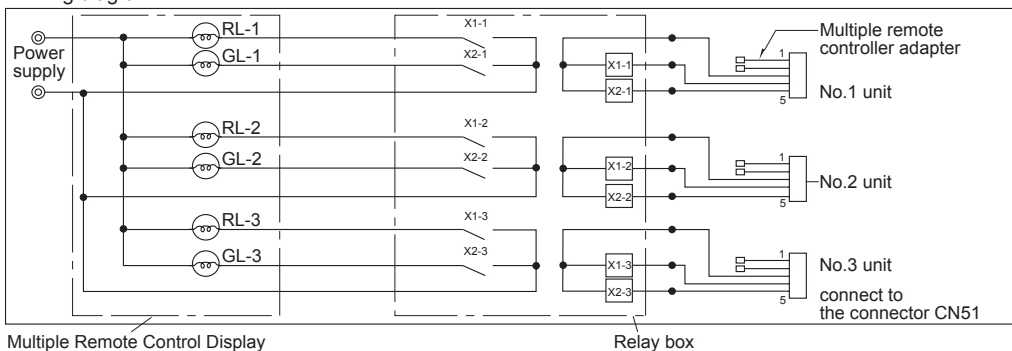 Power
supply
RL-1
GL-1
X1-1
X2-1
X1-1
X2-1
1
5
Multiple remote
controller adapter
No.1 unit
RL-2
GL-2
X1-2
X2-2
X1-2
X2-2
1
5
No.2 unit
RL-3
GL-3
X1-3
X2-3
X1-3
X2-3
1
5
No.3 unit
connect to
the connector CN51
Multiple Remote Control Display
Relay box